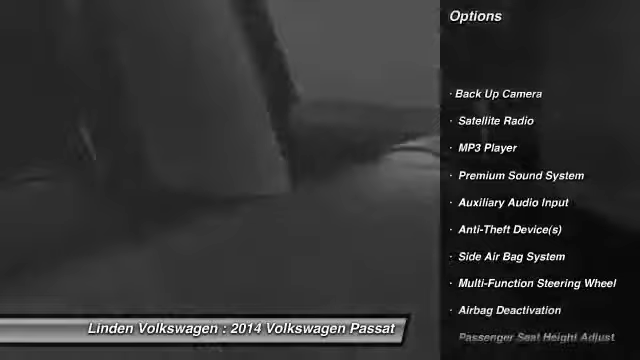 Options
· Back Up Camera
· Satellite Radio
· MP3 Player
· Premium Sound System
· Auxiliary Audio Input
· Anti-Theft Device(s)
· Side Air Bag System
· Multi-Function Steering Wheel
· Airbag Deactivation
· Passenger Seat Height Adjust
Linden Volkswagen : 2014 Volkswagen Passat